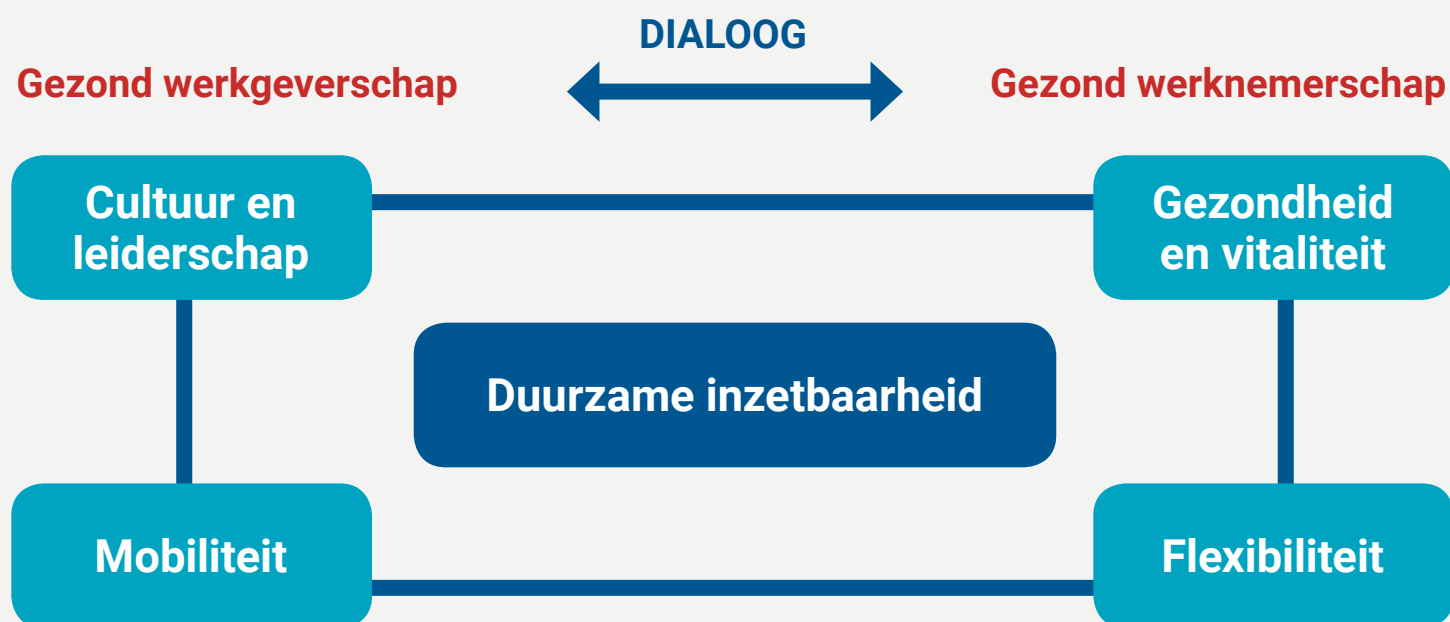 DIALOOG
Gezond werkgeverschap
Gezond werknemerschap
Cultuur en
leiderschap
Gezondheid
en vitaliteit
Duurzame inzetbaarheid
Mobiliteit
Flexibiliteit